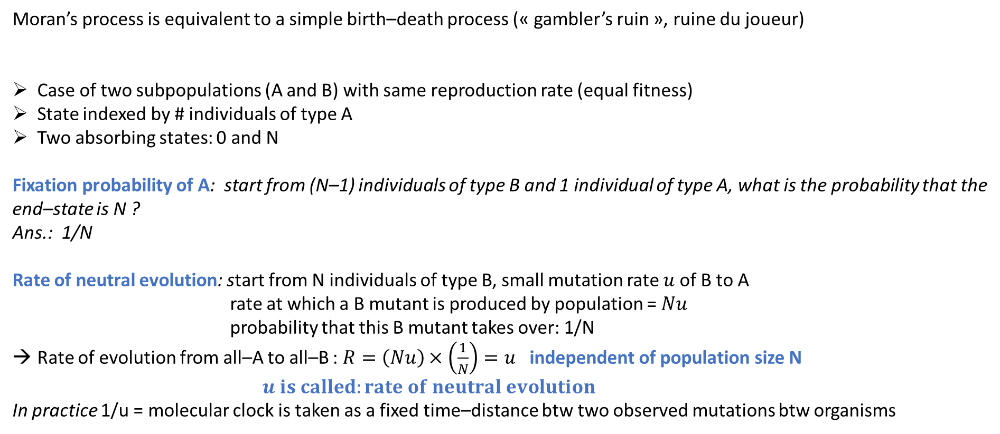 Moran’s process is equivalent to a simple birth–death process (« gambler’s ruin », ruine du joueur)
➢ Case of two subpopulations (A and B) with same reproduction rate (equal fitness)
➢ State indexed by # individuals of type A
➢ Two absorbing states: 0 and N
Fixation probability of A: start from (N–1) individuals of type B and 1 individual of type A, what is the probability that the
end–state is N ?
Ans.: 1/N
Rate of neutral evolution: start from N individuals of type B, small mutation rate u of B to A
rate at which a B mutant is produced by population = Nu
probability that this B mutant takes over: 1/N
→ Rate of evolution from all–A to all–B : R = (Nu) × (1/N) = u independent of population size N
u is called: rate of neutral evolution
In practice 1/u = molecular clock is taken as a fixed time–distance btw two observed mutations btw organisms